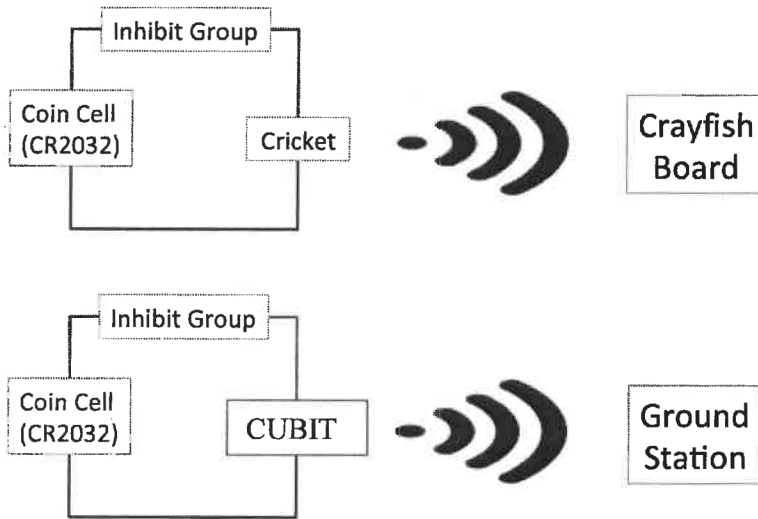 Inhibit Group
Coin Cell
(CR2032)
Cricket
Crayfish
Board
Inhibit Group
Coin Cell
(CR2032)
CUBIT
Ground
Station